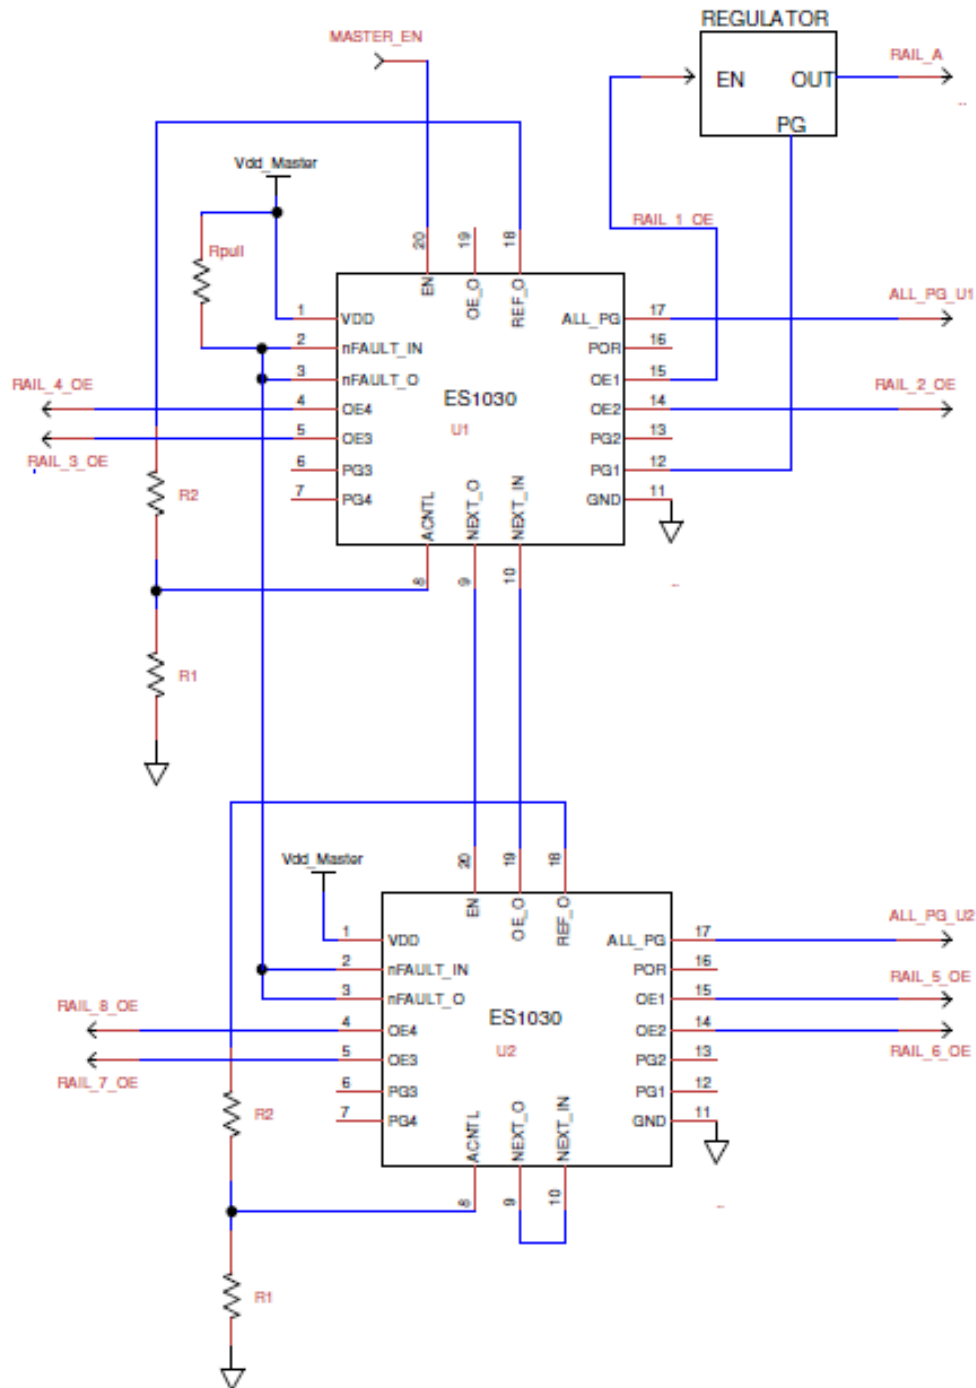 REGULATOR
MASTER_EN
RAIL_A
EN
OUT
PG
Vdd_Master
RAIL_1_OE
Rpull
20
19
18
EN
OE_O
REF_O
1
VDD
ALL_PG
17
ALL_PG_U1
2
nFAULT_IN
POR
16
3
nFAULT_O
OE1
15
RAIL_4_OE
RAIL_2_OE
4
OE4
ES1030
OE2
14
U1
5
OE3
PG2
13
RAIL_3_OE
6
PG3
PG1
12
7
PG4
GND
11
R2
ACNTL
NEXT_O
NEXT_IN
8
9
10
R1
20
19
18
Vdd_Master
EN
OE_O
REF_O
1
VDD
ALL_PG
17
ALL_PG_U2
2
nFAULT_IN
POR
16
3
nFAULT_O
OE1
15
RAIL_5_OE
RAIL_8_OE
4
OE4
ES1030
OE2
14
RAIL_6_OE
U2
5
OE3
PG2
13
RAIL_7_OE
6
PG3
PG1
12
7
PG4
GND
11
R2
ACNTL
NEXT_O
NEXT_IN
8
9
10
R1